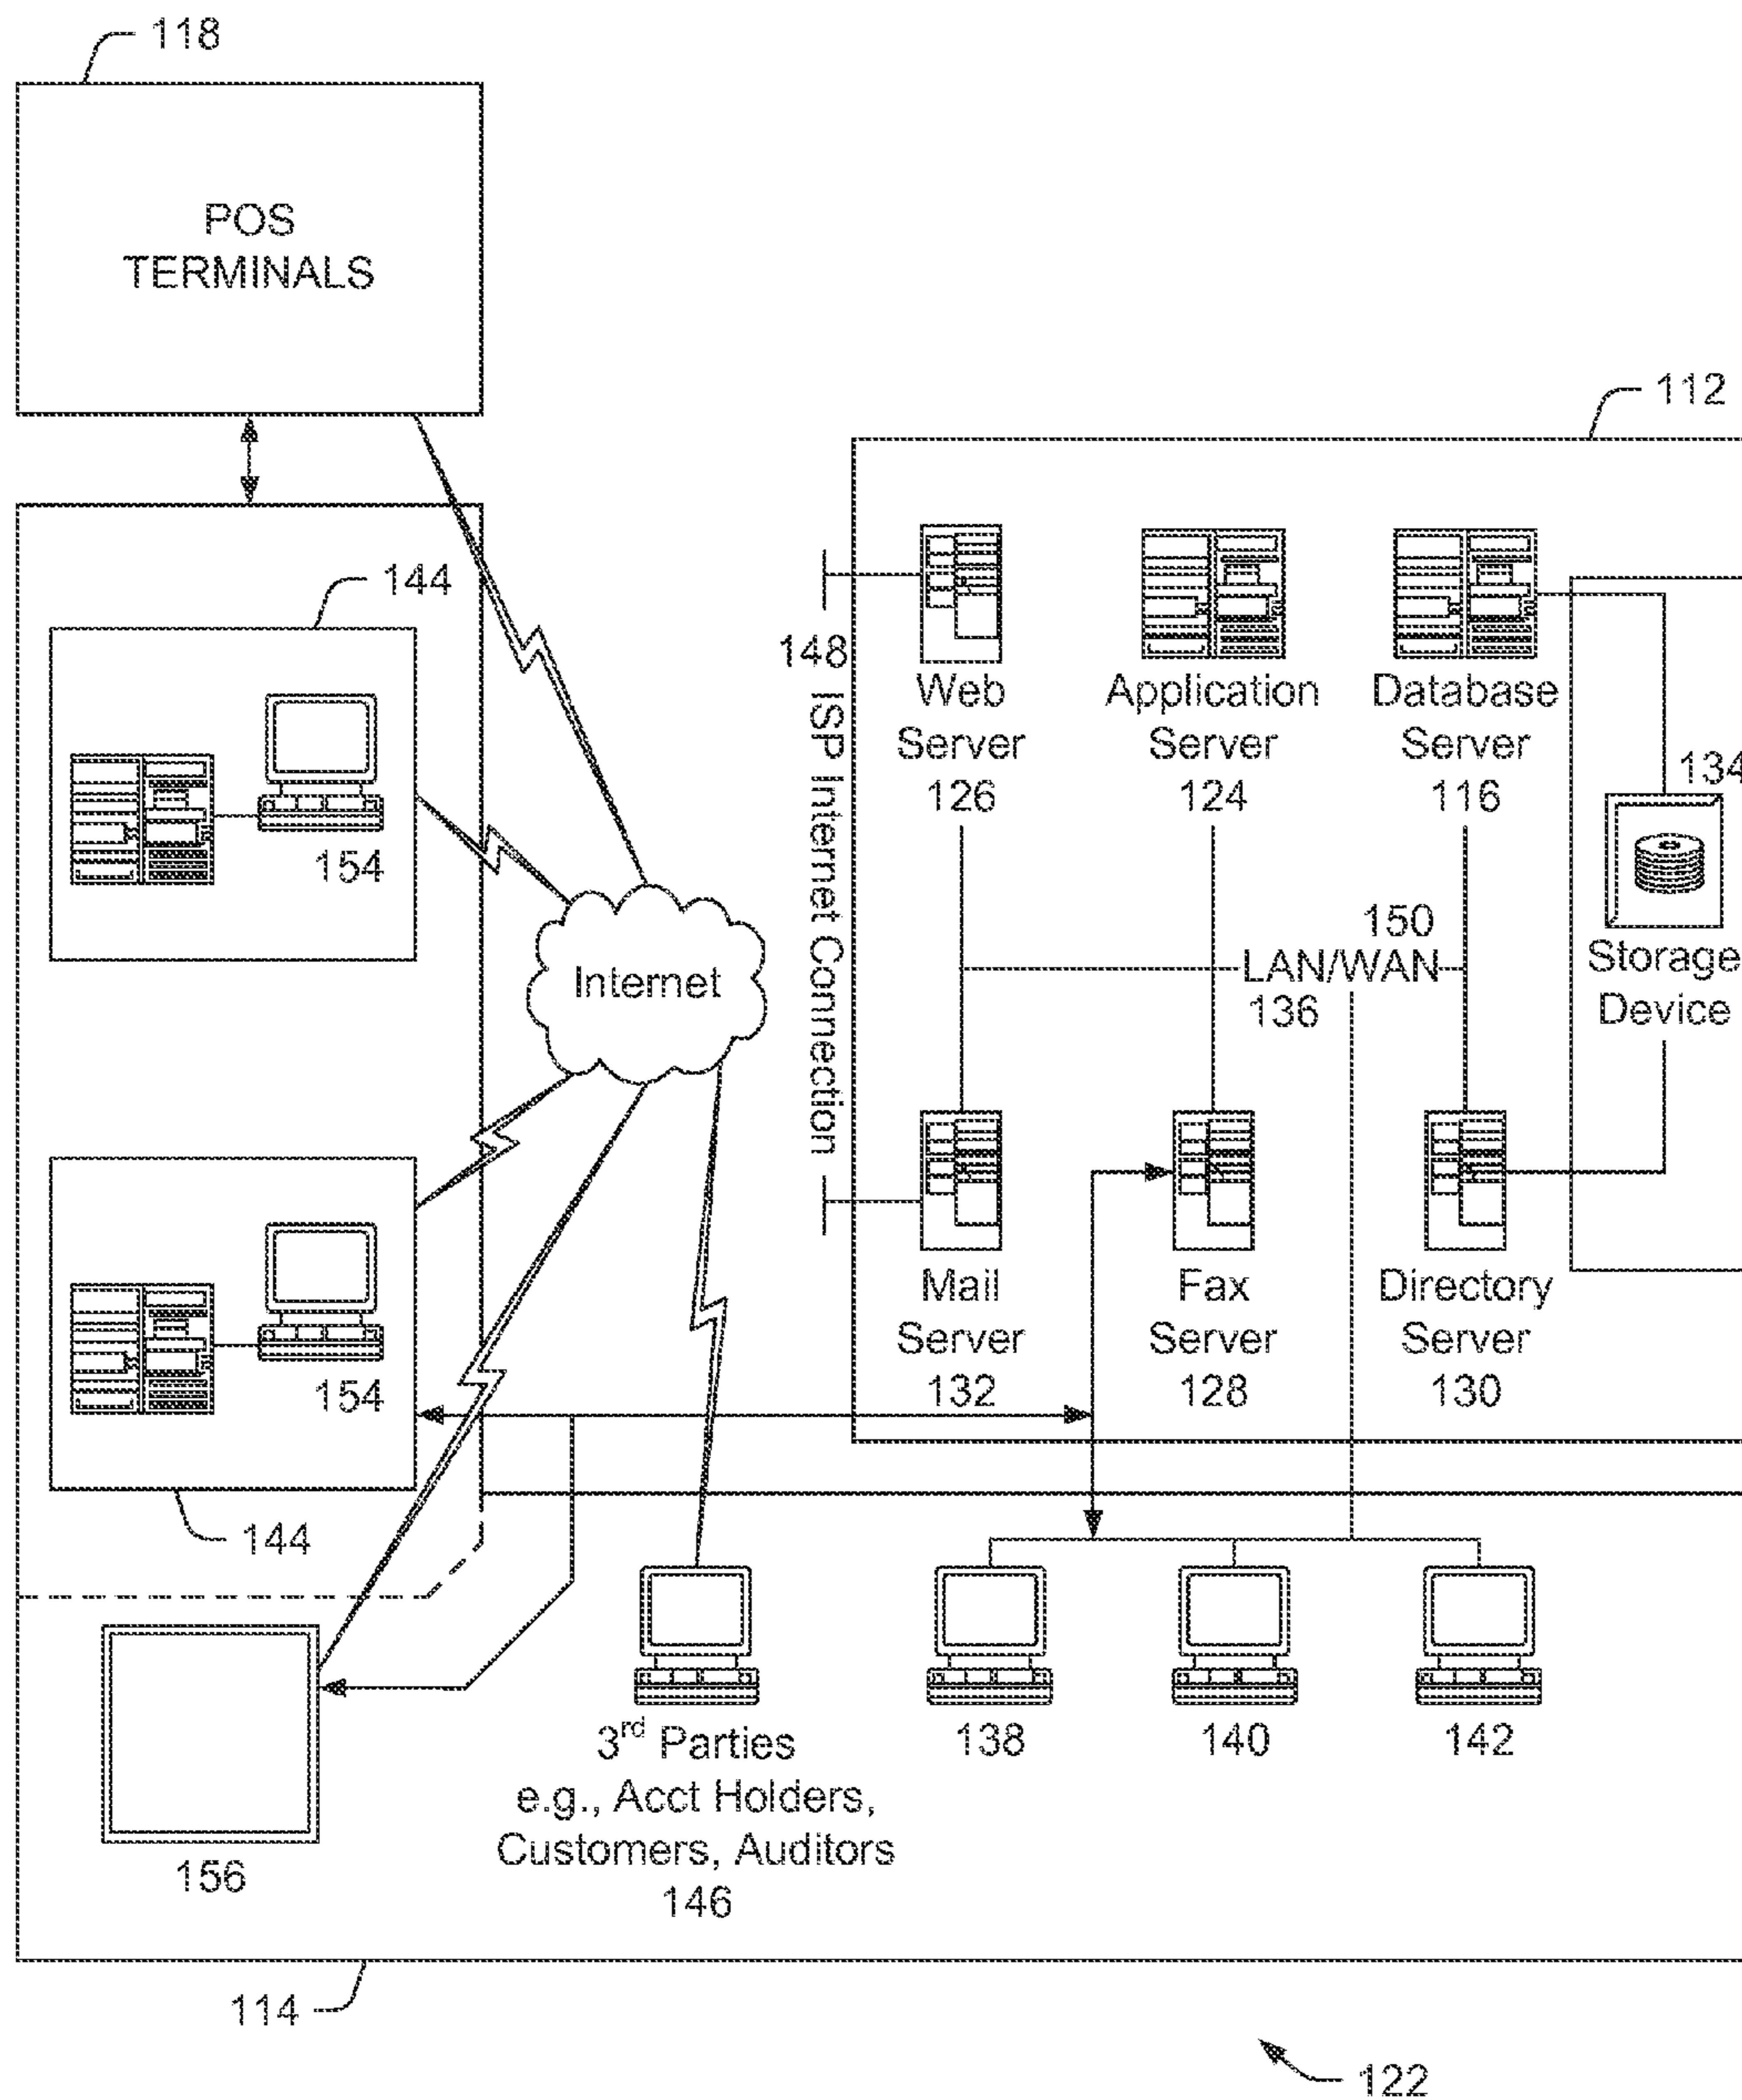 118
POS
TERMINALS
112
144
154
148 ISP Internet Connection
Web
Server
126
Application
Server
124
Database
Server
116
134
Storage
Device
Internet
150
LAN/WAN
136
154
144
Mail
Server
132
Fax
Server
128
Directory
Server
130
156
3rd Parties
e.g., Acct Holders,
Customers, Auditors
146
138
140
142
114
122